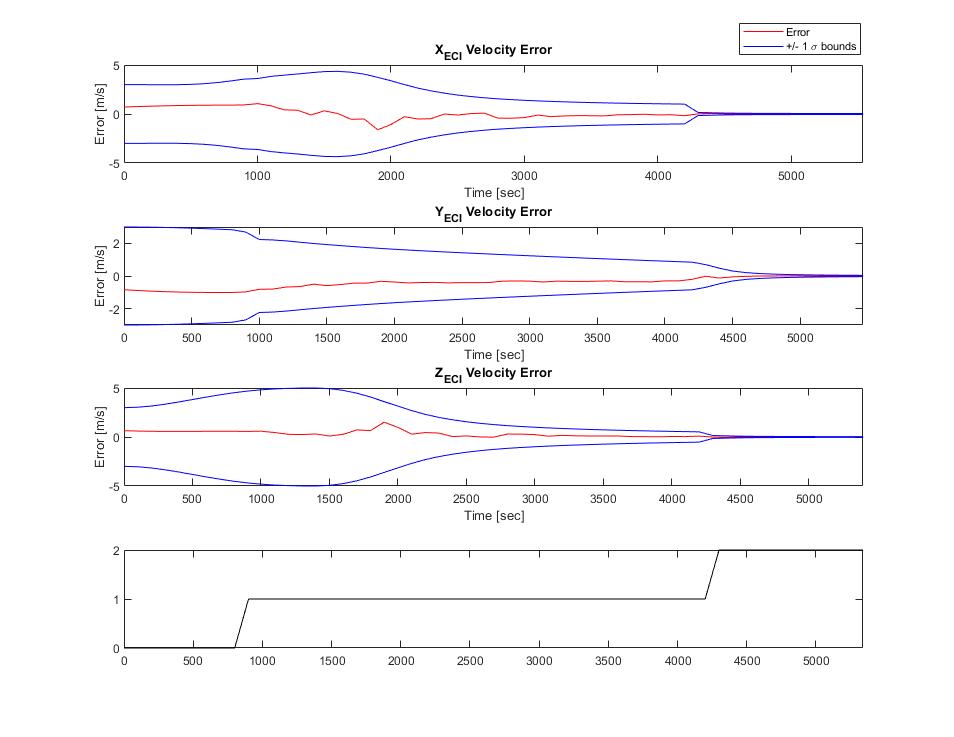 Error
+/- 1 σ bounds
X_ECI Velocity Error
5
0
-5
Error [m/s]
0 1000 2000 3000 4000 5000
Time [sec]
Y_ECI Velocity Error
2
0
-2
Error [m/s]
0 500 1000 1500 2000 2500 3000 3500 4000 4500 5000
Time [sec]
Z_ECI Velocity Error
5
0
-5
Error [m/s]
0 500 1000 1500 2000 2500 3000 3500 4000 4500 5000
Time [sec]
2
1
0
0 500 1000 1500 2000 2500 3000 3500 4000 4500 5000